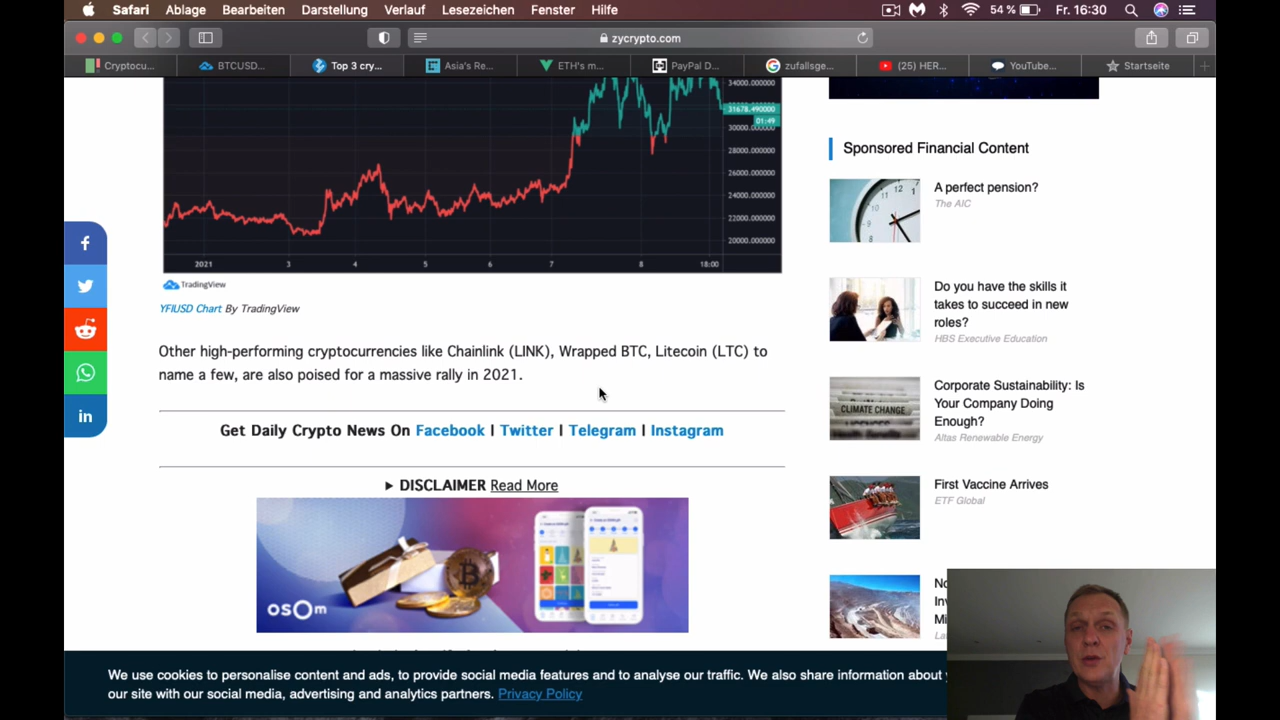 Safari Ablage Bearbeiten Darstellung Verlauf Lesezeichen Fenster Hilfe 54 % Fr. 16:30
zycrypto.com
Cryptocu... BTCUSD... Top 3 cry... Asia's Re... ETH's m... PayPal D... zufallsge... (25) HER... YouTube... Startseite
34000.000000
31678.490000
01:49
30000.000000
28000.000000
26000.000000
24000.000000
22000.000000
20000.000000
2021 3 4 5 6 7 8 18:00
TradingView
YFIUSD Chart By TradingView
Other high-performing cryptocurrencies like Chainlink (LINK), Wrapped BTC, Litecoin (LTC) to
name a few, are also poised for a massive rally in 2021.
Get Daily Crypto News On Facebook | Twitter | Telegram | Instagram
► DISCLAIMER Read More
osOm
Sponsored Financial Content
A perfect pension?
The AIC
Do you have the skills it
takes to succeed in new
roles?
HBS Executive Education
CLIMATE CHANGE
Corporate Sustainability: Is
Your Company Doing
Enough?
Altas Renewable Energy
First Vaccine Arrives
ETF Global
We use cookies to personalise content and ads, to provide social media features and to analyse our traffic. We also share information about
our site with our social media, advertising and analytics partners. Privacy Policy